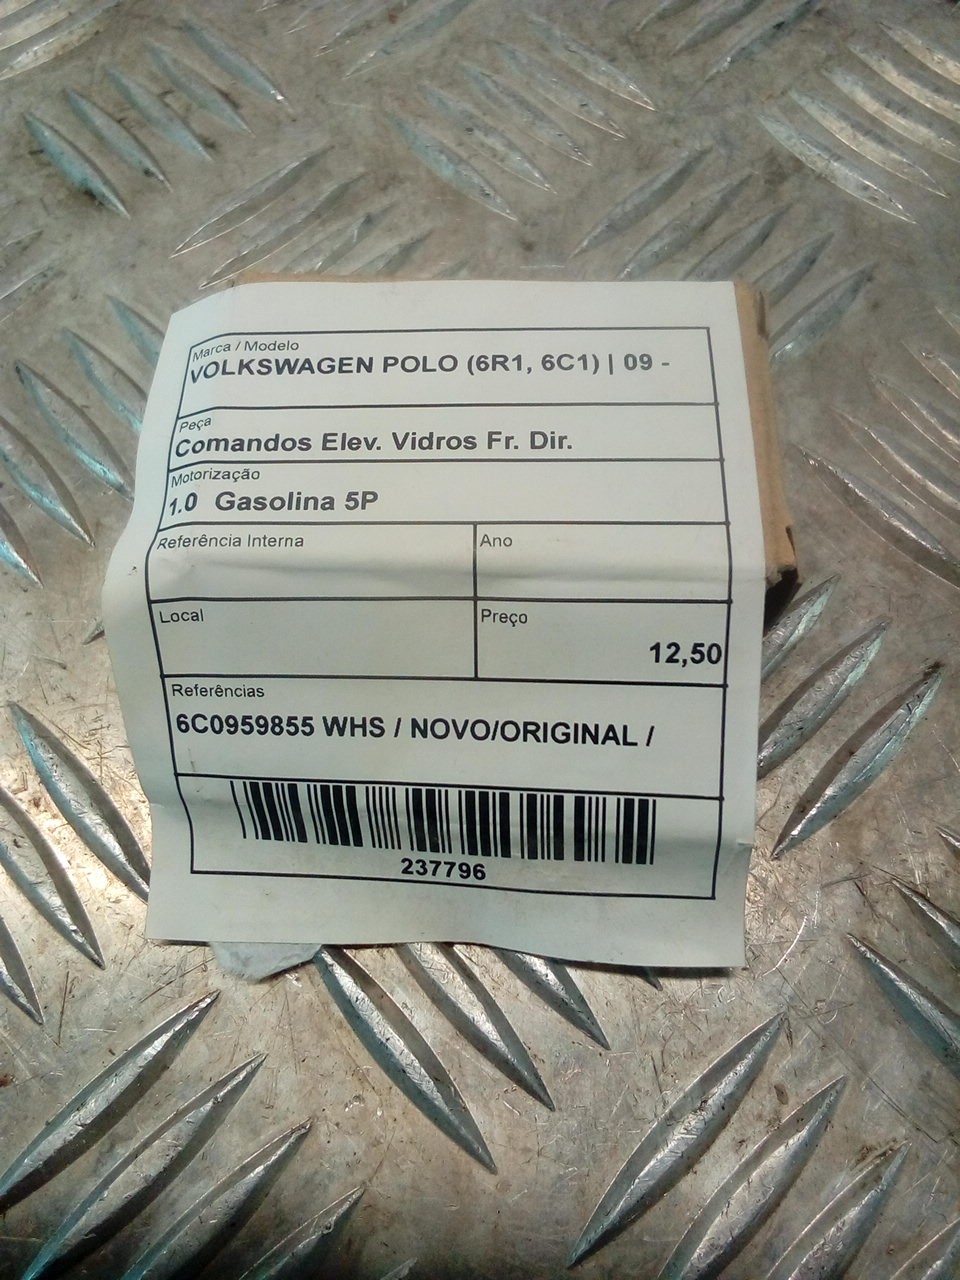 Marca / Modelo
VOLKSWAGEN POLO (6R1, 6C1) | 09 -
Peça
Comandos Elev. Vidros Fr. Dir.
Motorização
1.0 Gasolina 5P
Referência Interna
Ano
Local
Preço
12,50
Referências
6C0959855 WHS / NOVO/ORIGINAL /
237796